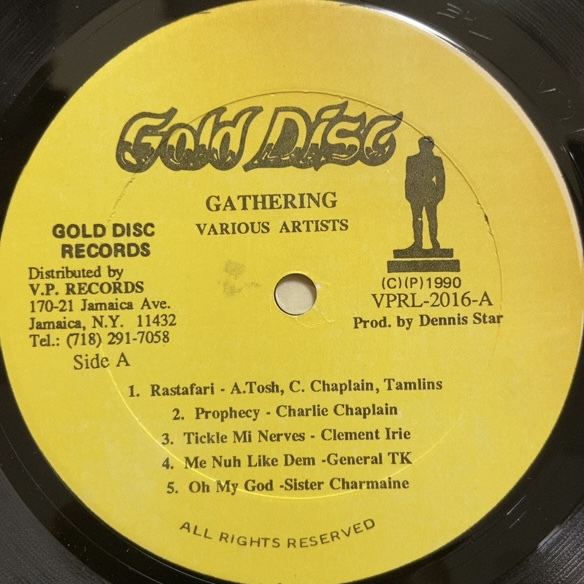 Gold Disc
GATHERING
VARIOUS ARTISTS
GOLD DISC
RECORDS
Distributed by
V.P. RECORDS
170-21 Jamaica Ave.
Jamaica, N.Y. 11432
Tel.: (718) 291-7058
Side A
(C)(P)1990
VPRL-2016-A
Prod. by Dennis Star
1. Rastafari - A.Tosh, C. Chaplain, Tamlins
2. Prophecy - Charlie Chaplain
3. Tickle Mi Nerves - Clement Irie
4. Me Nuh Like Dem -General TK
5. Oh My God -Sister Charmaine
ALL RIGHTS RESERVED